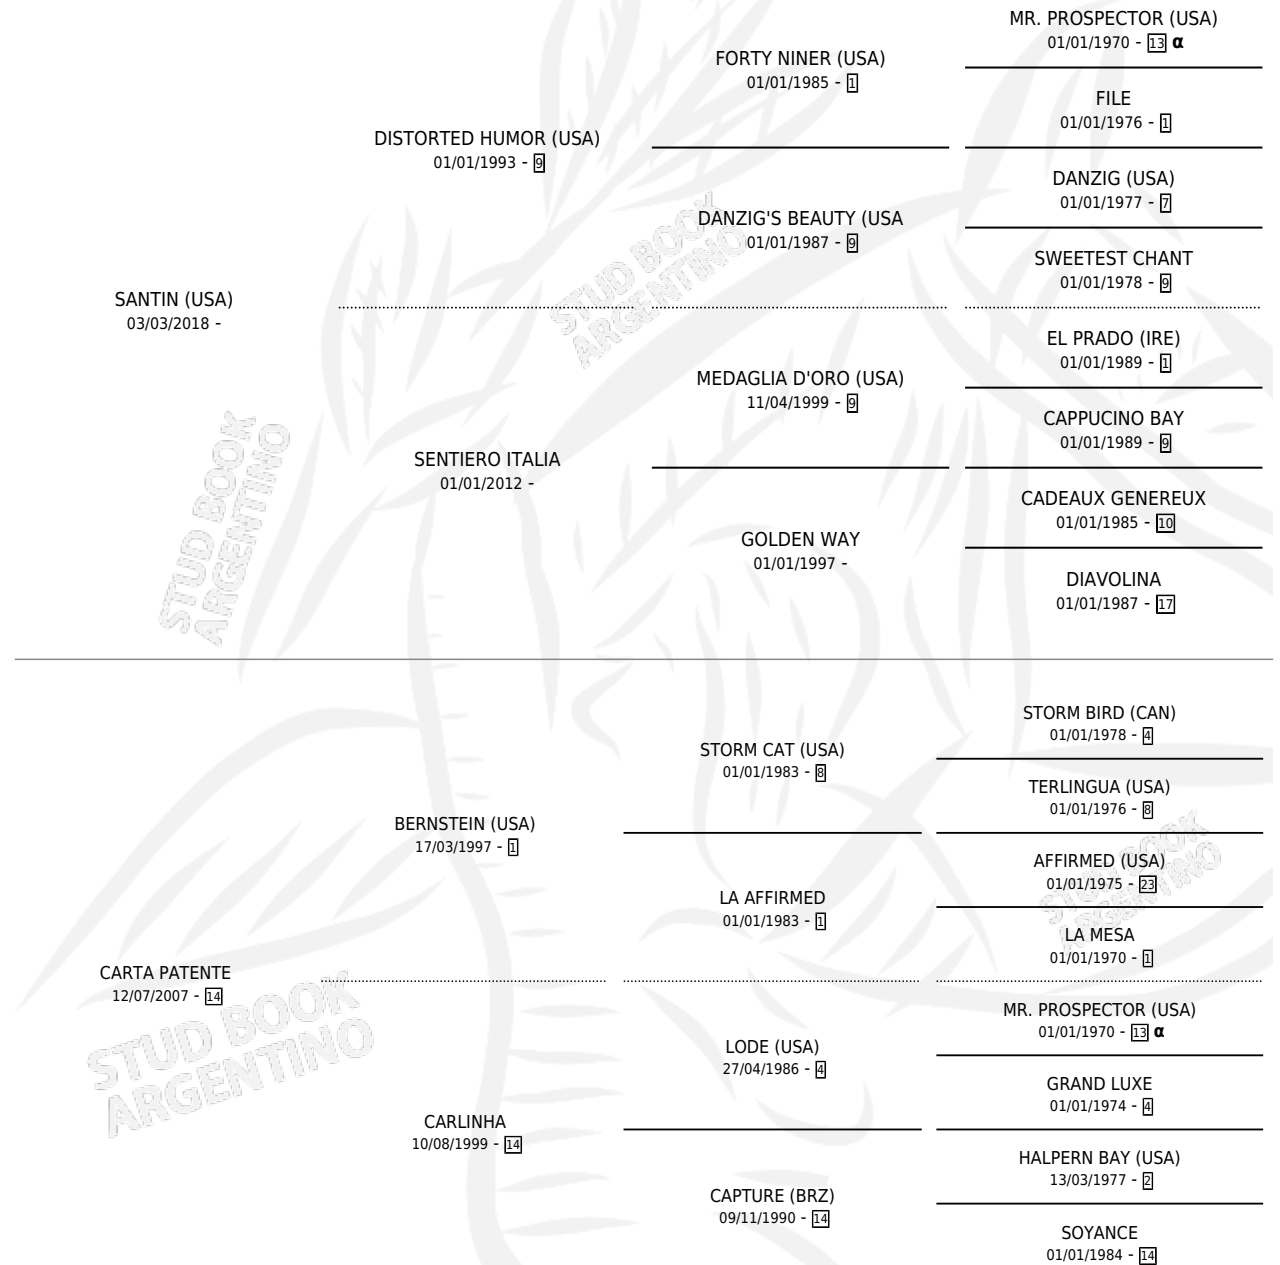 MR. PROSPECTOR (USA)
01/01/1970 - 13 α
FORTY NINER (USA)
01/01/1985 - 1
FILE
01/01/1976 - 1
DISTORTED HUMOR (USA)
01/01/1993 - 9
DANZIG (USA)
01/01/1977 - 7
DANZIG'S BEAUTY (USA
01/01/1987 - 9
SWEETEST CHANT
01/01/1978 - 9
SANTIN (USA)
03/03/2018 -
EL PRADO (IRE)
01/01/1989 - 1
MEDAGLIA D'ORO (USA)
11/04/1999 - 9
CAPPUCINO BAY
01/01/1989 - 9
SENTIERO ITALIA
01/01/2012 -
CADEAUX GENEREUX
01/01/1985 - 10
GOLDEN WAY
01/01/1997 -
DIAVOLINA
01/01/1987 - 17
STORM BIRD (CAN)
01/01/1978 - 4
STORM CAT (USA)
01/01/1983 - 8
TERLINGUA (USA)
01/01/1976 - 8
BERNSTEIN (USA)
17/03/1997 - 1
AFFIRMED (USA)
01/01/1975 - 23
LA AFFIRMED
01/01/1983 - 1
LA MESA
01/01/1970 - 1
CARTA PATENTE
12/07/2007 - 14
MR. PROSPECTOR (USA)
01/01/1970 - 13 α
LODE (USA)
27/04/1986 - 4
GRAND LUXE
01/01/1974 - 4
CARLINHA
10/08/1999 - 14
HALPERN BAY (USA)
13/03/1977 - 2
CAPTURE (BRZ)
09/11/1990 - 14
SOYANCE
01/01/1984 - 14
STUD BOOK
ARGENTINO
STUD BOOK
ARGENTINO
STUD BOOK
ARGENTINO
STUD BOOK
ARGENTINO